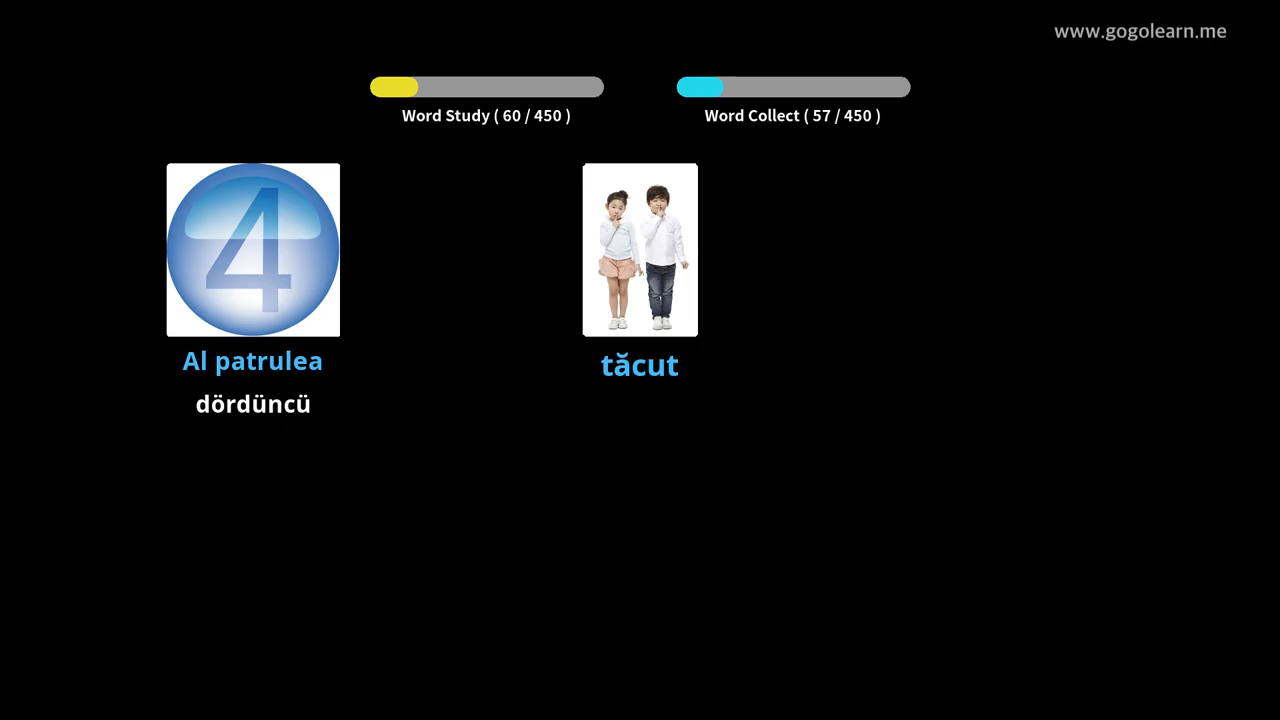 www.gogolearn.me
Word Study ( 60 / 450 )
Word Collect ( 57 / 450 )
4
Al patrulea
dördüncü
tăcut